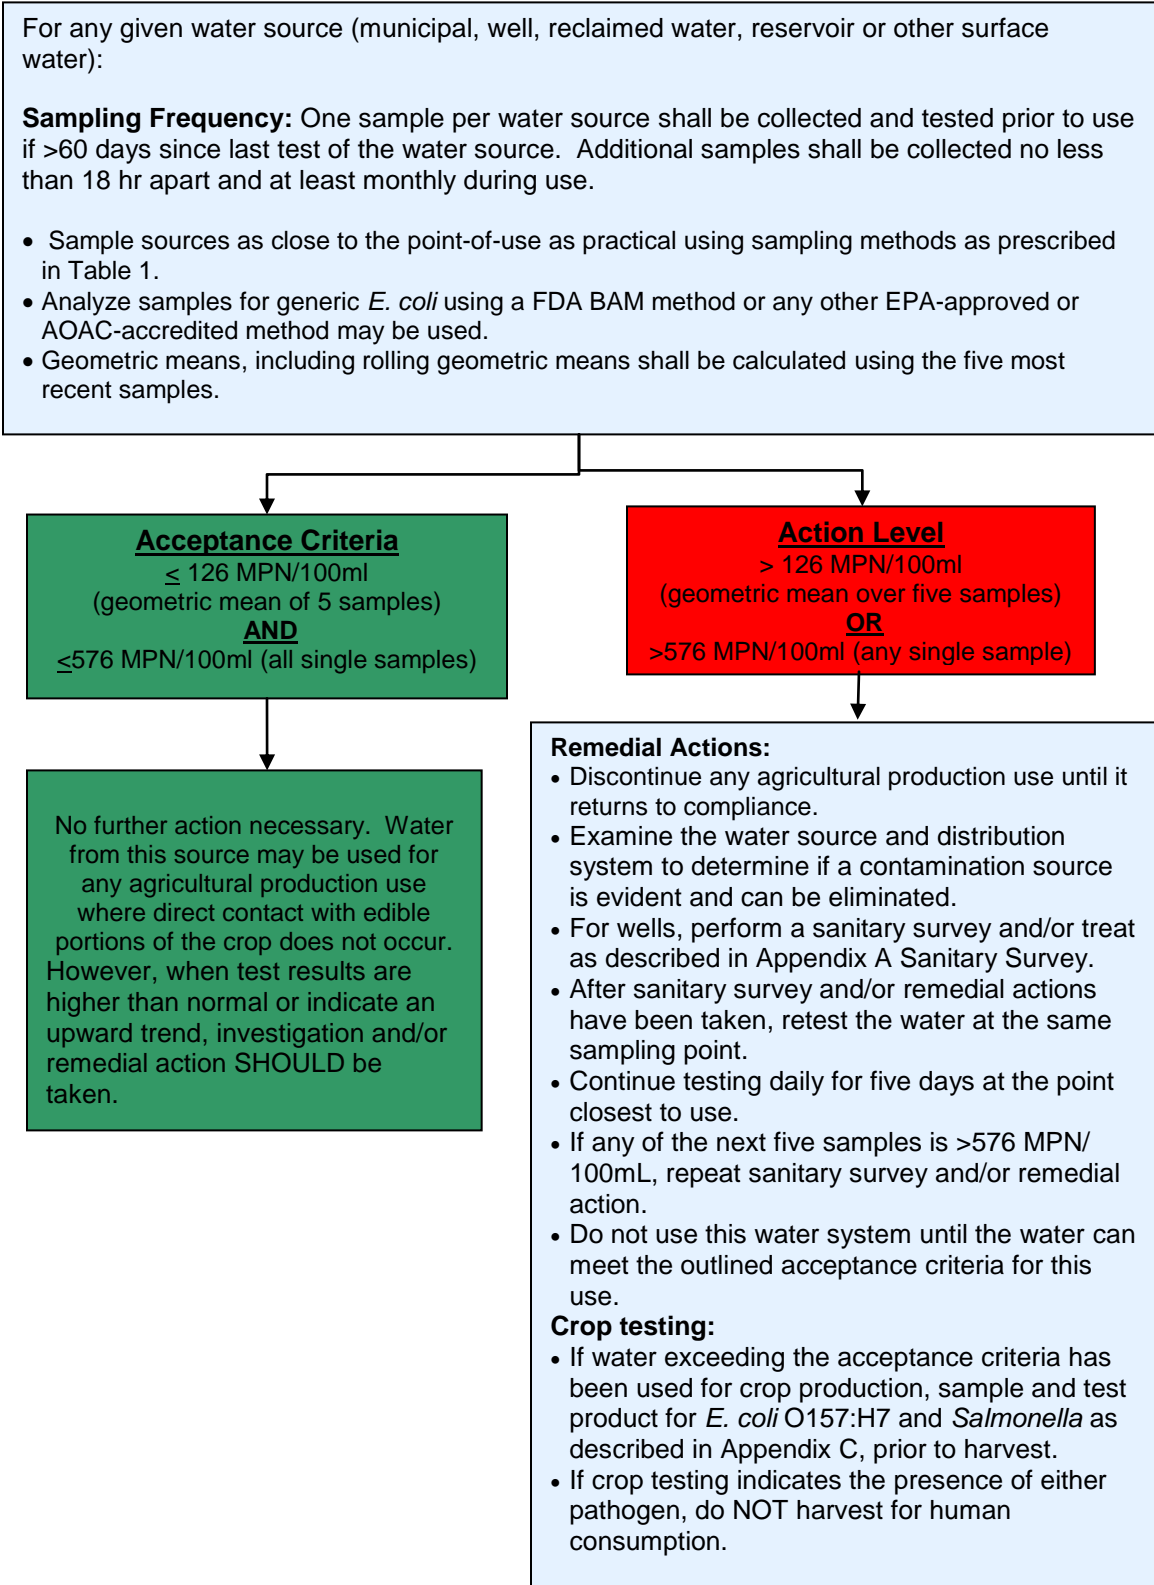 For any given water source (municipal, well, reclaimed water, reservoir or other surface
water):
Sampling Frequency: One sample per water source shall be collected and tested prior to use
if >60 days since last test of the water source.  Additional samples shall be collected no less
than 18 hr apart and at least monthly during use.
• Sample sources as close to the point-of-use as practical using sampling methods as prescribed
in Table 1.
• Analyze samples for generic E. coli using a FDA BAM method or any other EPA-approved or
AOAC-accredited method may be used.
• Geometric means, including rolling geometric means shall be calculated using the five most
recent samples.
Acceptance Criteria
≤ 126 MPN/100ml
(geometric mean of 5 samples)
AND
≤576 MPN/100ml (all single samples)
Action Level
> 126 MPN/100ml
(geometric mean over five samples)
OR
>576 MPN/100ml (any single sample)
No further action necessary.  Water
from this source may be used for
any agricultural production use
where direct contact with edible
portions of the crop does not occur.
However, when test results are
higher than normal or indicate an
upward trend, investigation and/or
remedial action SHOULD be
taken.
Remedial Actions:
• Discontinue any agricultural production use until it
returns to compliance.
• Examine the water source and distribution
system to determine if a contamination source
is evident and can be eliminated.
• For wells, perform a sanitary survey and/or treat
as described in Appendix A Sanitary Survey.
• After sanitary survey and/or remedial actions
have been taken, retest the water at the same
sampling point.
• Continue testing daily for five days at the point
closest to use.
• If any of the next five samples is >576 MPN/
100mL, repeat sanitary survey and/or remedial
action.
• Do not use this water system until the water can
meet the outlined acceptance criteria for this
use.
Crop testing:
• If water exceeding the acceptance criteria has
been used for crop production, sample and test
product for E. coli O157:H7 and Salmonella as
described in Appendix C, prior to harvest.
• If crop testing indicates the presence of either
pathogen, do NOT harvest for human
consumption.